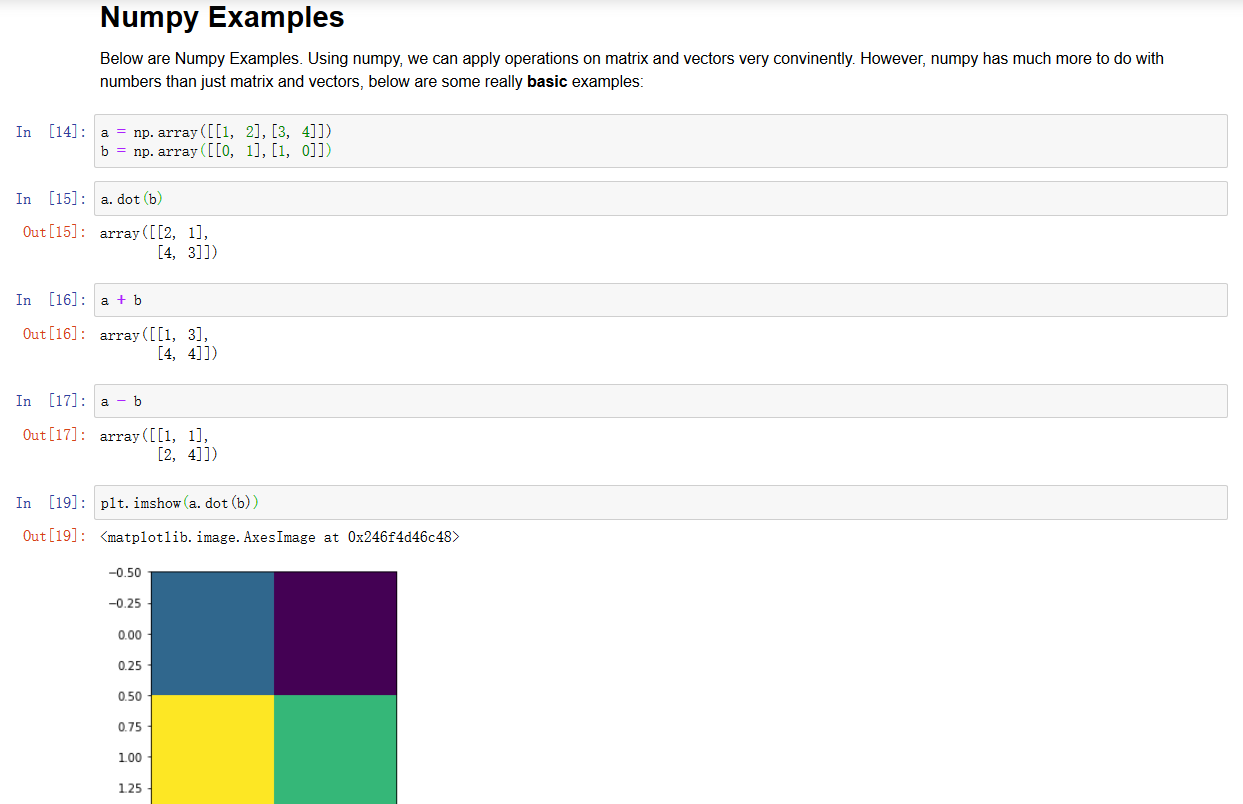 Numpy Examples
Below are Numpy Examples. Using numpy, we can apply operations on matrix and vectors very convinently. However, numpy has much more to do with
numbers than just matrix and vectors, below are some really basic examples:
In [14]: a = np.array([[1, 2],[3, 4]])
b = np.array([[0, 1],[1, 0]])
In [15]: a.dot(b)
Out[15]: array([[2, 1],
[4, 3]])
In [16]: a + b
Out[16]: array([[1, 3],
[4, 4]])
In [17]: a - b
Out[17]: array([[1, 1],
[2, 4]])
In [19]: plt.imshow(a.dot(b))
Out[19]: <matplotlib.image.AxesImage at 0x246f4d46c48>
−0.50
−0.25
0.00
0.25
0.50
0.75
1.00
1.25